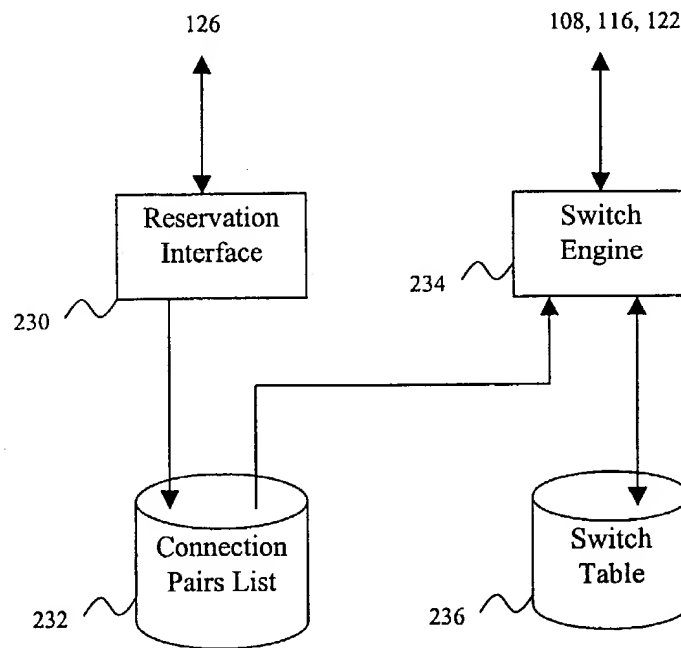 126
108, 116, 122
Reservation
Interface
Switch
Engine
230
234
Connection
Pairs List
Switch
Table
232
236